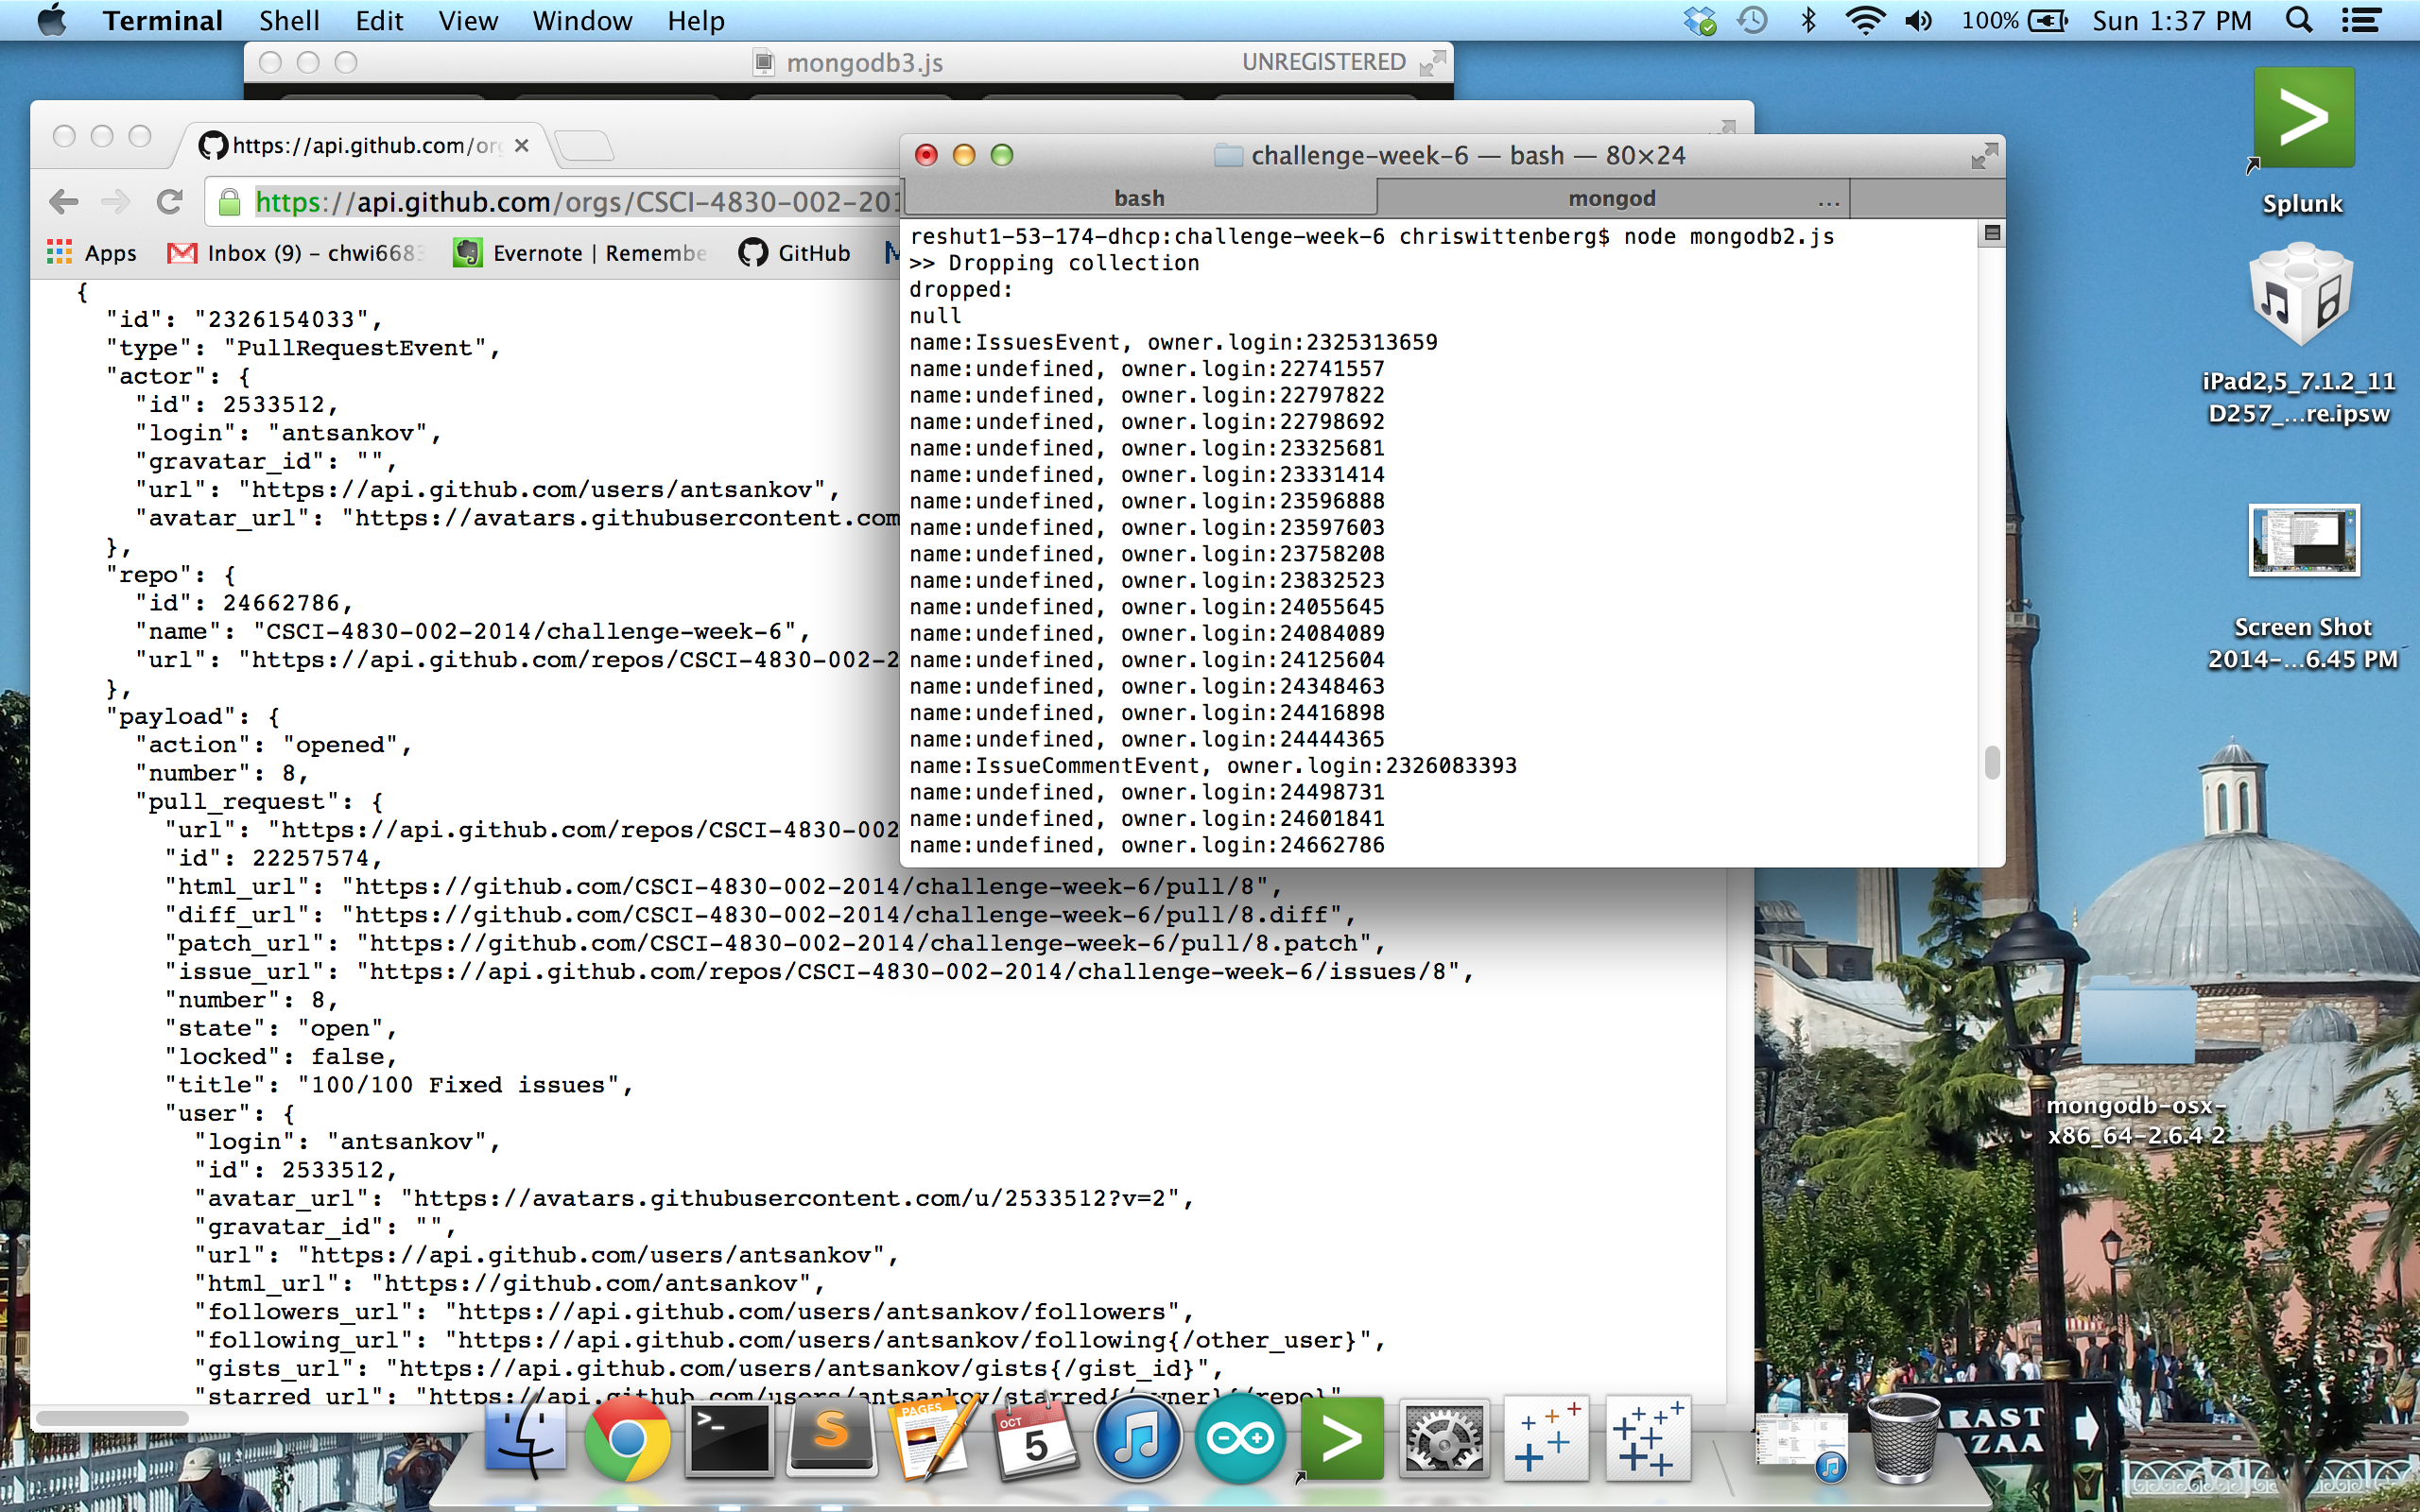 Terminal Shell Edit View Window Help 100% Sun 1:37 PM
mongodb3.js UNREGISTERED
https://api.github.com/or
https://api.github.com/orgs/CSCI-4830-002-201
Apps Inbox (9) – chwi6683 Evernote | Remembe GitHub
{
"id": "2326154033",
"type": "PullRequestEvent",
"actor": {
"id": 2533512,
"login": "antsankov",
"gravatar_id": "",
"url": "https://api.github.com/users/antsankov",
"avatar_url": "https://avatars.githubusercontent.com
},
"repo": {
"id": 24662786,
"name": "CSCI-4830-002-2014/challenge-week-6",
"url": "https://api.github.com/repos/CSCI-4830-002-2
},
"payload": {
"action": "opened",
"number": 8,
"pull_request": {
"url": "https://api.github.com/repos/CSCI-4830-002
"id": 22257574,
"html_url": "https://github.com/CSCI-4830-002-2014/challenge-week-6/pull/8",
"diff_url": "https://github.com/CSCI-4830-002-2014/challenge-week-6/pull/8.diff",
"patch_url": "https://github.com/CSCI-4830-002-2014/challenge-week-6/pull/8.patch",
"issue_url": "https://api.github.com/repos/CSCI-4830-002-2014/challenge-week-6/issues/8",
"number": 8,
"state": "open",
"locked": false,
"title": "100/100 Fixed issues",
"user": {
"login": "antsankov",
"id": 2533512,
"avatar_url": "https://avatars.githubusercontent.com/u/2533512?v=2",
"gravatar_id": "",
"url": "https://api.github.com/users/antsankov",
"html_url": "https://github.com/antsankov",
"followers_url": "https://api.github.com/users/antsankov/followers",
"following_url": "https://api.github.com/users/antsankov/following{/other_user}",
"gists_url": "https://api.github.com/users/antsankov/gists{/gist_id}",
"starred_url": "https://api.github.com/users/antsankov/starred{/owner}{/repo}"
challenge-week-6 — bash — 80×24
bash mongod ...
reshut1-53-174-dhcp:challenge-week-6 chriswittenberg$ node mongodb2.js
>> Dropping collection
dropped:
null
name:IssuesEvent, owner.login:2325313659
name:undefined, owner.login:22741557
name:undefined, owner.login:22797822
name:undefined, owner.login:22798692
name:undefined, owner.login:23325681
name:undefined, owner.login:23331414
name:undefined, owner.login:23596888
name:undefined, owner.login:23597603
name:undefined, owner.login:23758208
name:undefined, owner.login:23832523
name:undefined, owner.login:24055645
name:undefined, owner.login:24084089
name:undefined, owner.login:24125604
name:undefined, owner.login:24348463
name:undefined, owner.login:24416898
name:undefined, owner.login:24444365
name:IssueCommentEvent, owner.login:2326083393
name:undefined, owner.login:24498731
name:undefined, owner.login:24601841
name:undefined, owner.login:24662786
Splunk
iPad2,5_7.1.2_11
D257_...re.ipsw
Screen Shot
2014-...6.45 PM
mongodb-osx-
x86_64-2.6.4 2
PAGES
OCT
5